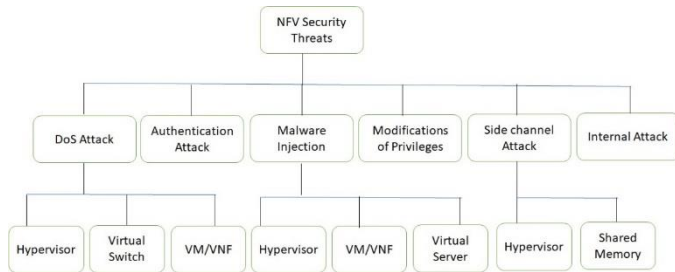 NFV Security
Threats
DoS Attack
Authentication
Attack
Malware
Injection
Modifications
of Privileges
Side channel
Attack
Internal Attack
Hypervisor
Virtual
Switch
VM/VNF
Hypervisor
VM/VNF
Virtual
Server
Hypervisor
Shared
Memory